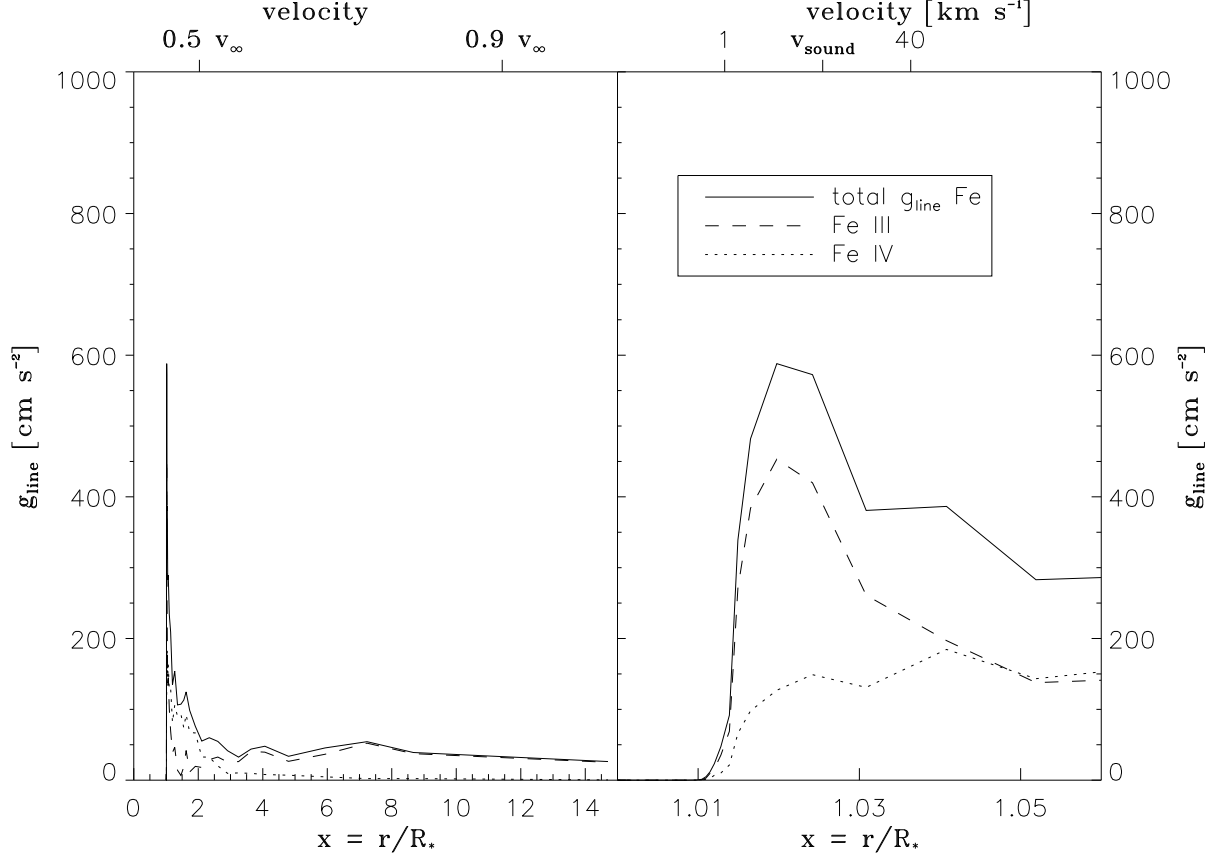 velocity
velocity [km s⁻¹]
0.5 v∞
0.9 v∞
1
v_sound
40
1000
800
600
400
200
0
g_line [cm s⁻²]
0
2
4
6
8
10
12
14
x = r/R*
total g_line Fe
Fe III
Fe IV
1.01
1.03
1.05
x = r/R*
1000
800
600
400
200
0
g_line [cm s⁻²]